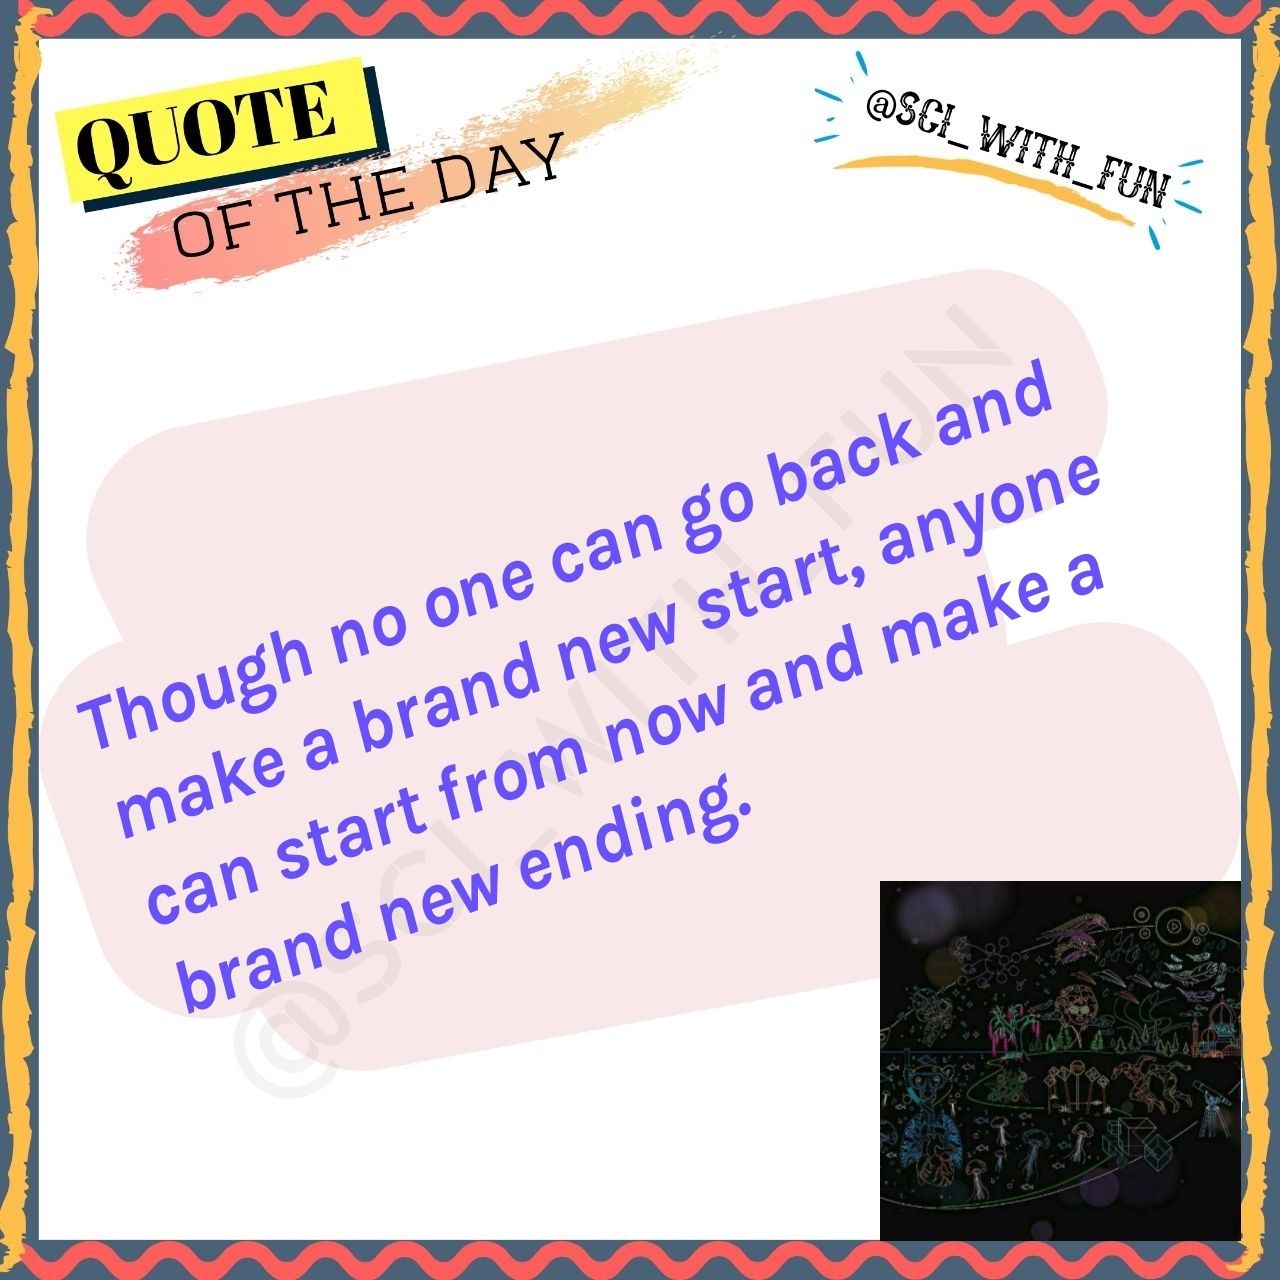 QUOTE
OF THE DAY
@SCI_WITH_FUN
Though no one can go back and
make a brand new start, anyone
can start from now and make a
brand new ending.
@SCI_WITH_FUN